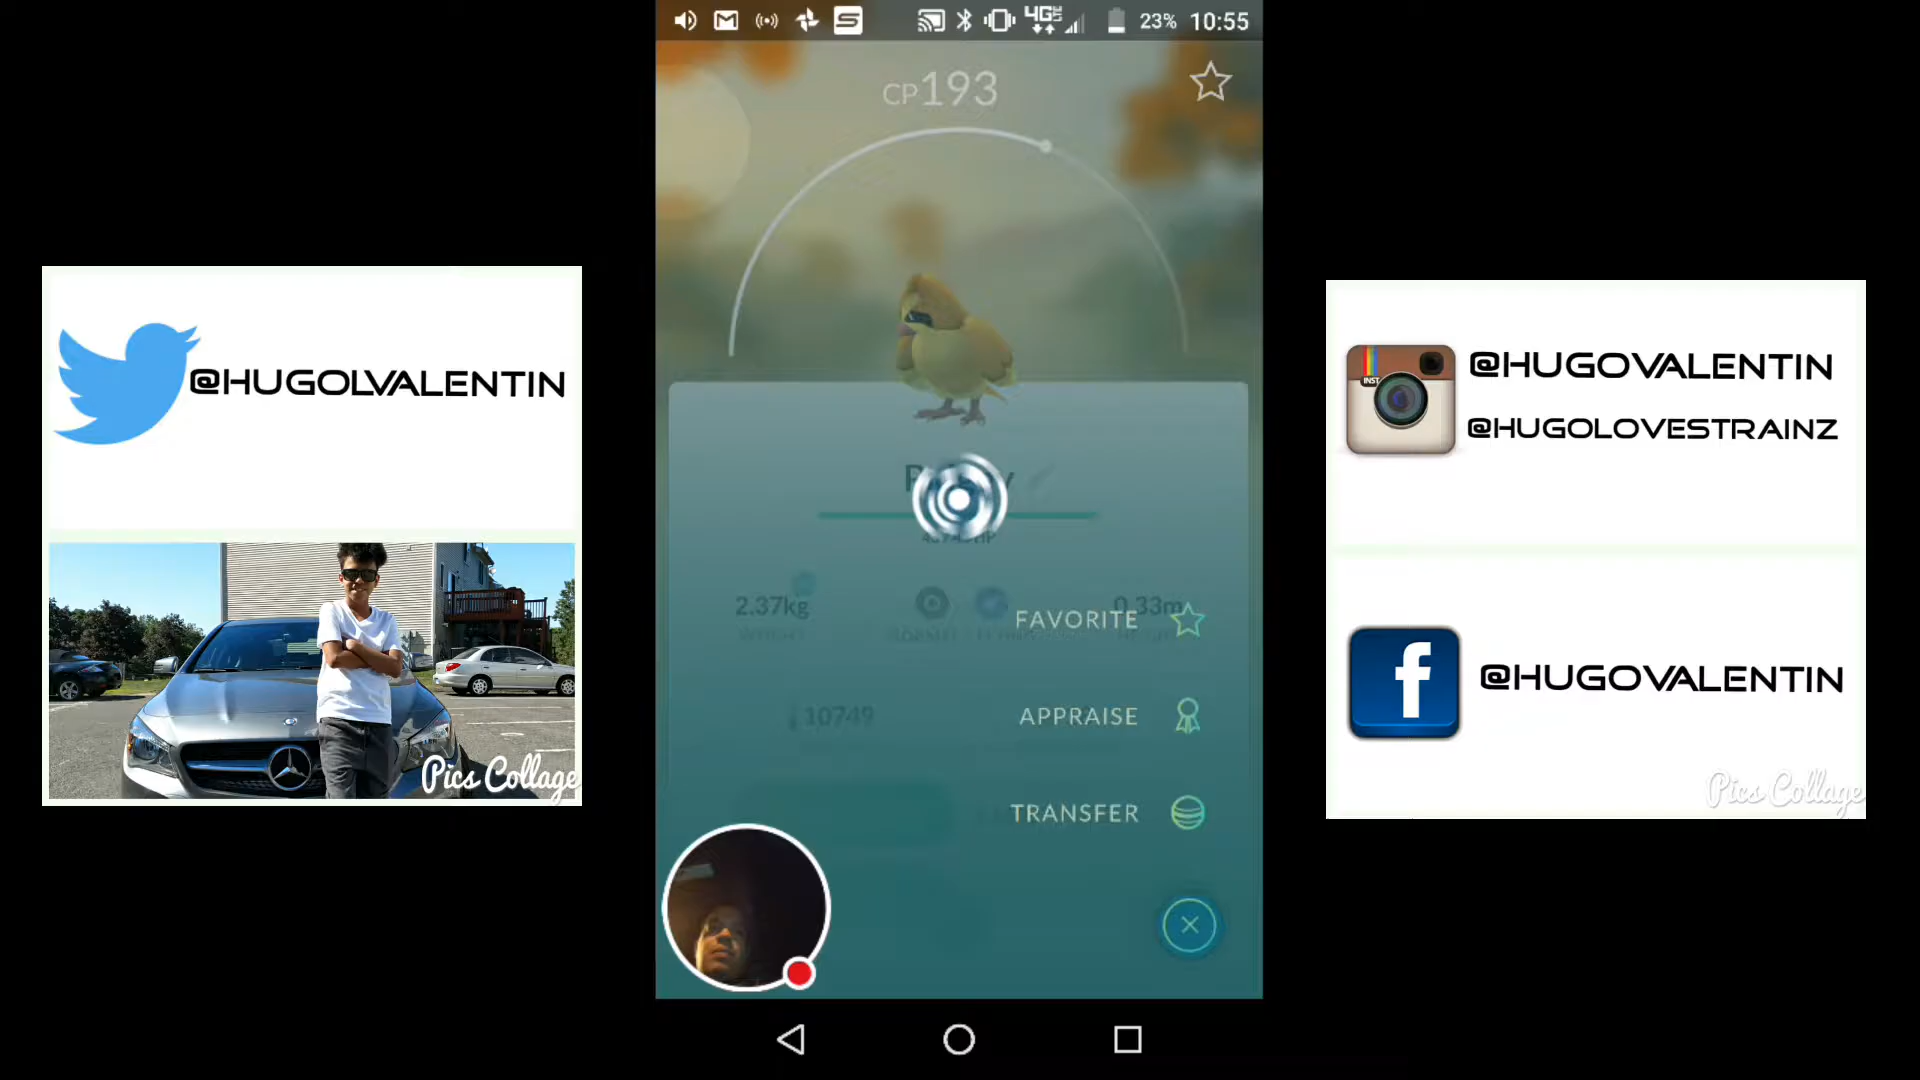 23% 10:55
CP193
@HUGOLVALENTIN
Pics Collage
2.37kg
0.33m
WEIGHT
FAVORITE
10749
APPRAISE
TRANSFER
INST
@HUGOVALENTIN
@HUGOLOVESTRAINZ
f @HUGOVALENTIN
Pics Collage